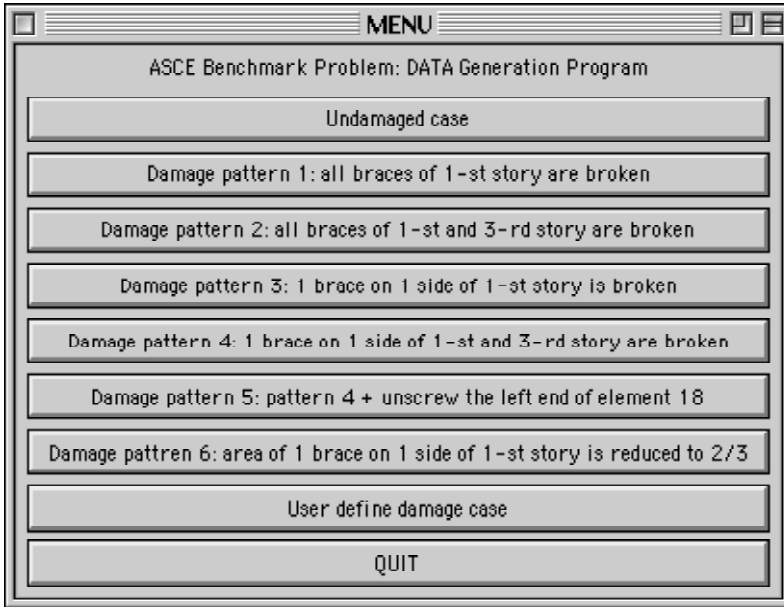 MENU
ASCE Benchmark Problem: DATA Generation Program
Undamaged case
Damage pattern 1: all braces of 1-st story are broken
Damage pattern 2: all braces of 1-st and 3-rd story are broken
Damage pattern 3: 1 brace on 1 side of 1-st story is broken
Damage pattern 4: 1 brace on 1 side of 1-st and 3-rd story are broken
Damage pattern 5: pattern 4 + unscrew the left end of element 18
Damage pattren 6: area of 1 brace on 1 side of 1-st story is reduced to 2/3
User define damage case
QUIT